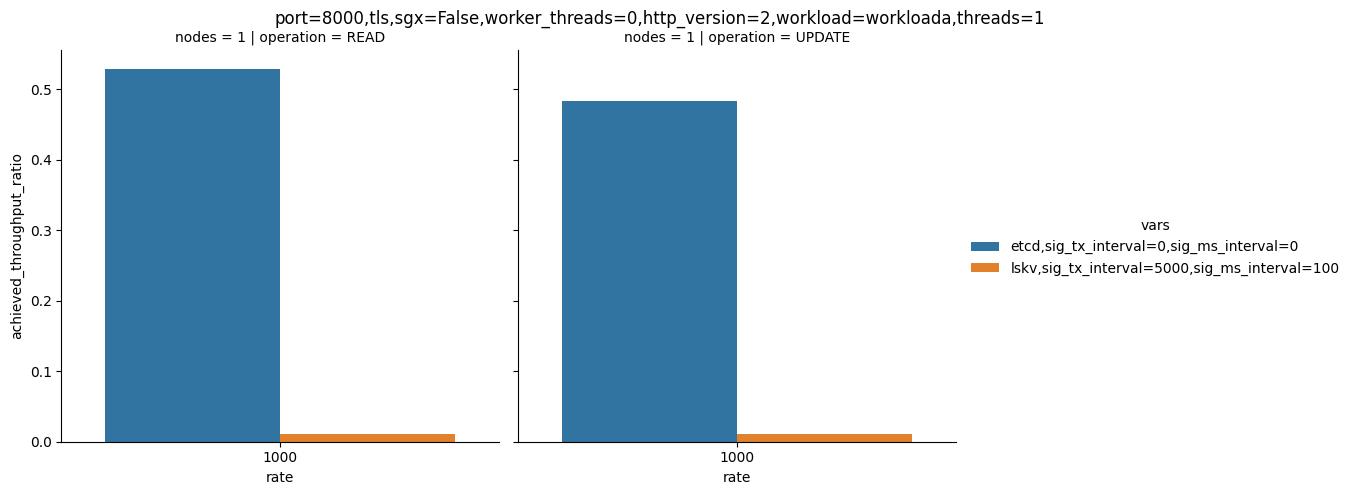 port=8000,tls,sgx=False,worker_threads=0,http_version=2,workload=workloada,threads=1
nodes = 1 | operation = READ
nodes = 1 | operation = UPDATE
achieved_throughput_ratio
0.5
0.4
0.3
0.2
0.1
0.0
1000
1000
rate
rate
vars
etcd,sig_tx_interval=0,sig_ms_interval=0
lskv,sig_tx_interval=5000,sig_ms_interval=100